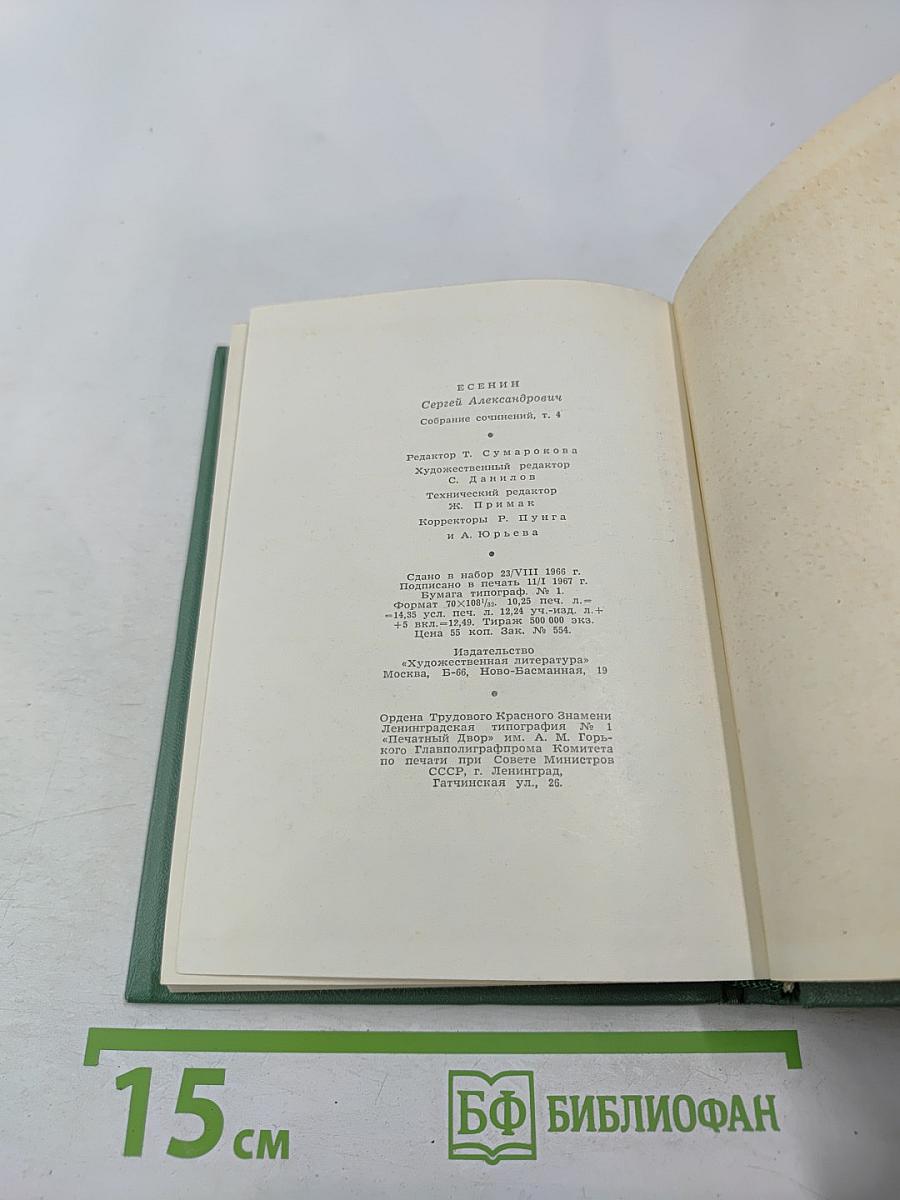 ЕСЕНИН
Сергей Александрович
Собрание сочинений, т. 4
Редактор Т. Сумарокова
Художественный редактор
С. Данилов
Технический редактор
Ж. Примак
Корректоры Р. Пунга
и А. Юрьева
Сдано в набор 23/VIII 1966 г.
Подписано в печать 11/I 1967 г.
Бумага типограф. № 1.
Формат 70×108¹/₃₂. 10,25 печ. л.=
=14,35 усл. печ. л. 12,24 уч.-изд. л.+
+5 вкл.=12,49. Тираж 500 000 экз.
Цена 55 коп. Зак. № 554.
Издательство
«Художественная литература»
Москва, Б-66, Ново-Басманная, 19
Ордена Трудового Красного Знамени
Ленинградская типография № 1
«Печатный Двор» им. А. М. Горь-
кого Главполиграфпрома Комитета
по печати при Совете Министров
СССР, г. Ленинград,
Гатчинская ул., 26.
15 см
БФ БИБЛИОФАН